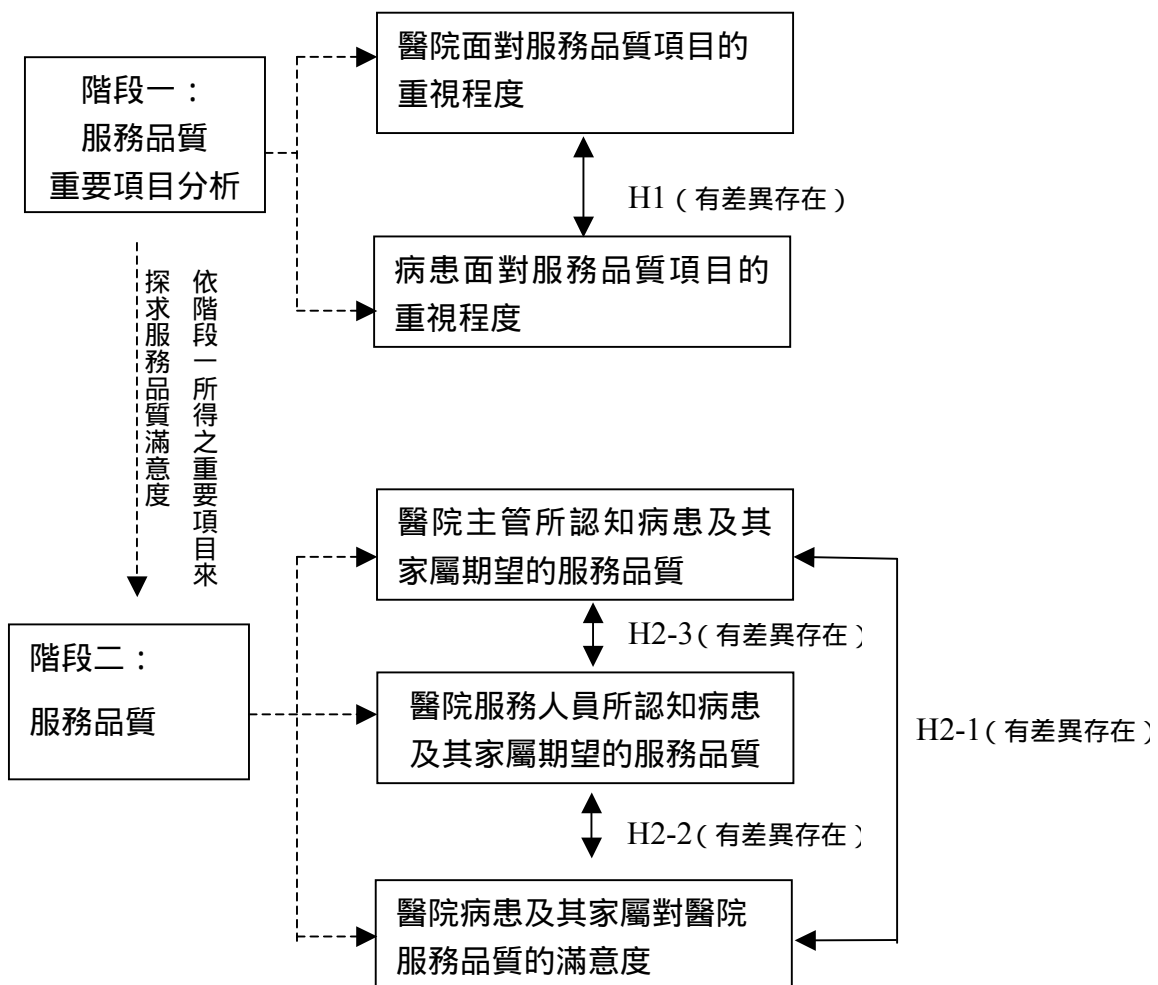 階段一：
服務品質
重要項目分析
醫院面對服務品質項目的
重視程度
H1（有差異存在）
病患面對服務品質項目的
重視程度
依階段一所得之重要項目來
探求服務品質滿意度
階段二：
服務品質
醫院主管所認知病患及其
家屬期望的服務品質
H2-3（有差異存在）
醫院服務人員所認知病患
及其家屬期望的服務品質
H2-1（有差異存在）
H2-2（有差異存在）
醫院病患及其家屬對醫院
服務品質的滿意度